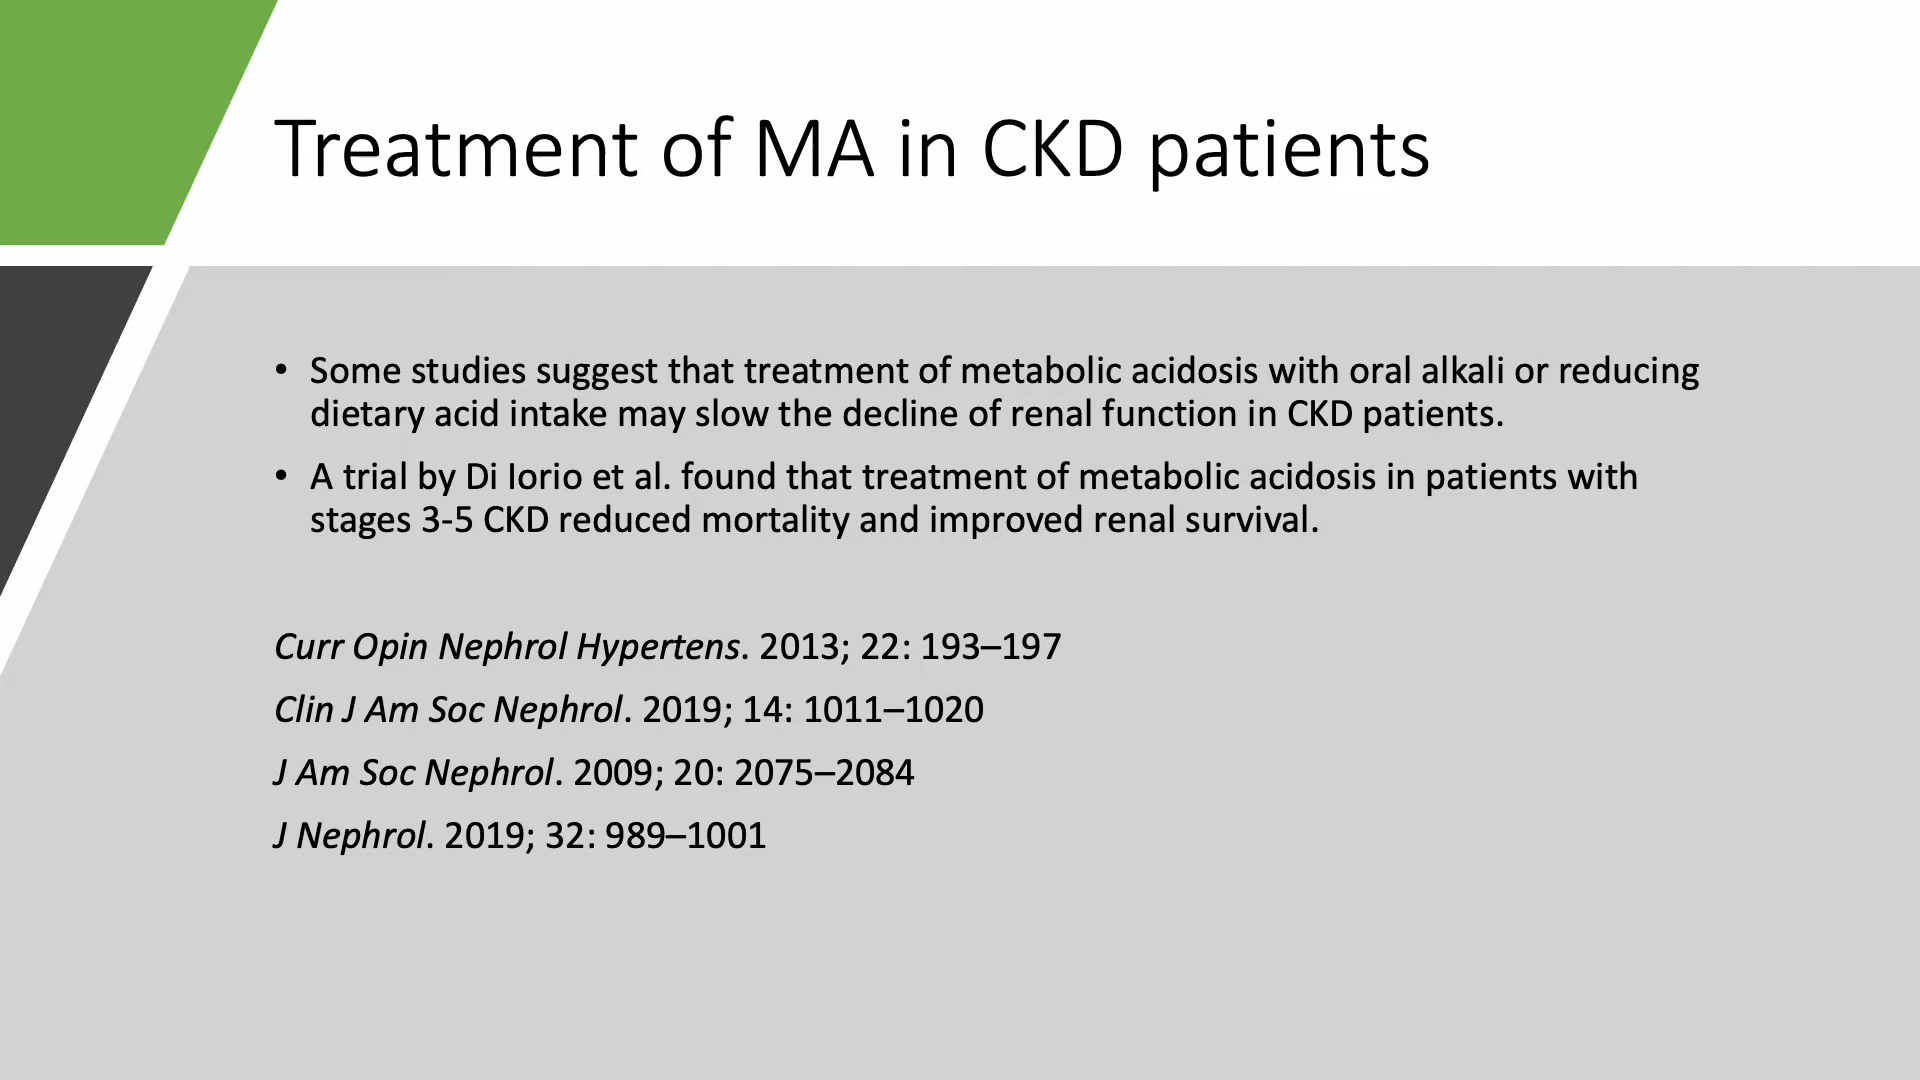 Treatment of MA in CKD patients
• Some studies suggest that treatment of metabolic acidosis with oral alkali or reducing
dietary acid intake may slow the decline of renal function in CKD patients.
• A trial by Di Iorio et al. found that treatment of metabolic acidosis in patients with
stages 3-5 CKD reduced mortality and improved renal survival.
Curr Opin Nephrol Hypertens. 2013; 22: 193–197
Clin J Am Soc Nephrol. 2019; 14: 1011–1020
J Am Soc Nephrol. 2009; 20: 2075–2084
J Nephrol. 2019; 32: 989–1001